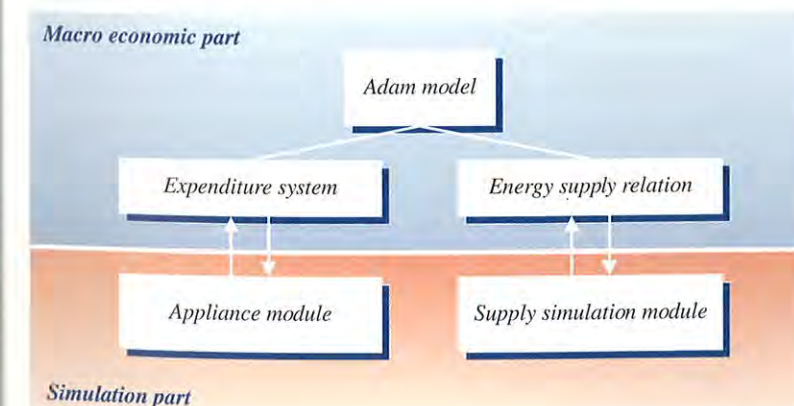 Macro economic part
Adam model
Expenditure system
Energy supply relation
Appliance module
Supply simulation module
Simulation part